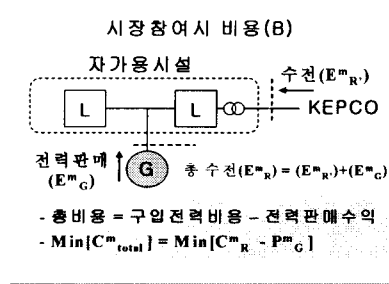 시장참여시 비용(B)
자가용시설
수전(E^m_R')
L
L
KEPCO
전력판매
(E^m_G)
G
총 수전(E^m_R) = (E^m_R')+(E^m_G)
- 총비용 = 구입전력비용 – 전력판매수익
- Min[C^m_total] = Min[C^m_R - P^m_G]